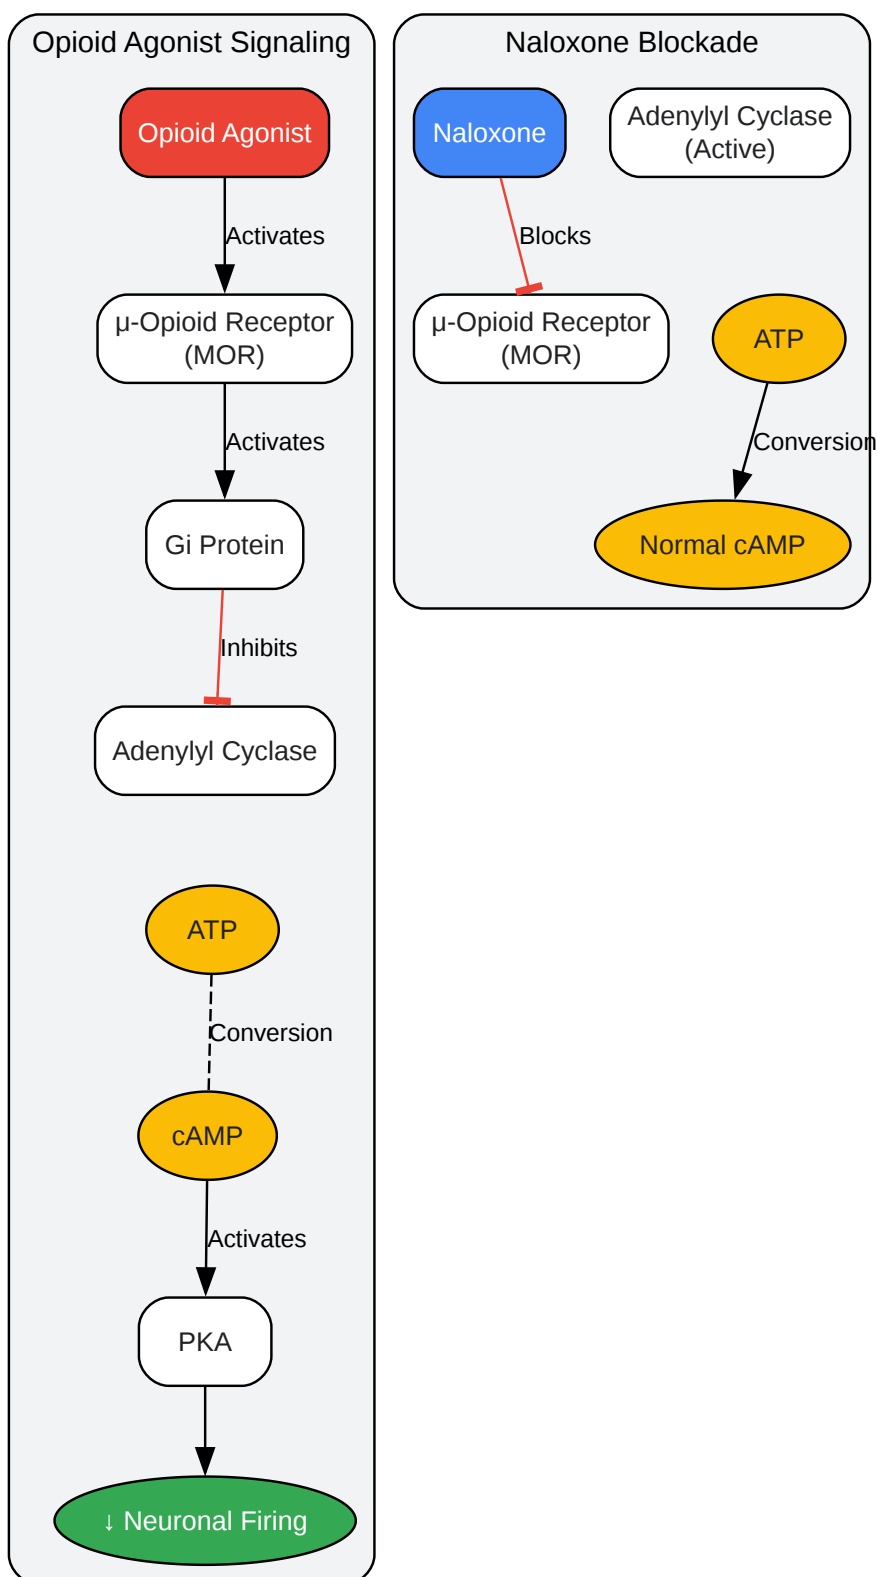 Opioid Agonist Signaling
Opioid Agonist
Activates
μ-Opioid Receptor
(MOR)
Activates
Gi Protein
Inhibits
Adenylyl Cyclase
ATP
Conversion
cAMP
Activates
PKA
↓ Neuronal Firing
Naloxone Blockade
Naloxone
Adenylyl Cyclase
(Active)
Blocks
μ-Opioid Receptor
(MOR)
ATP
Conversion
Normal cAMP